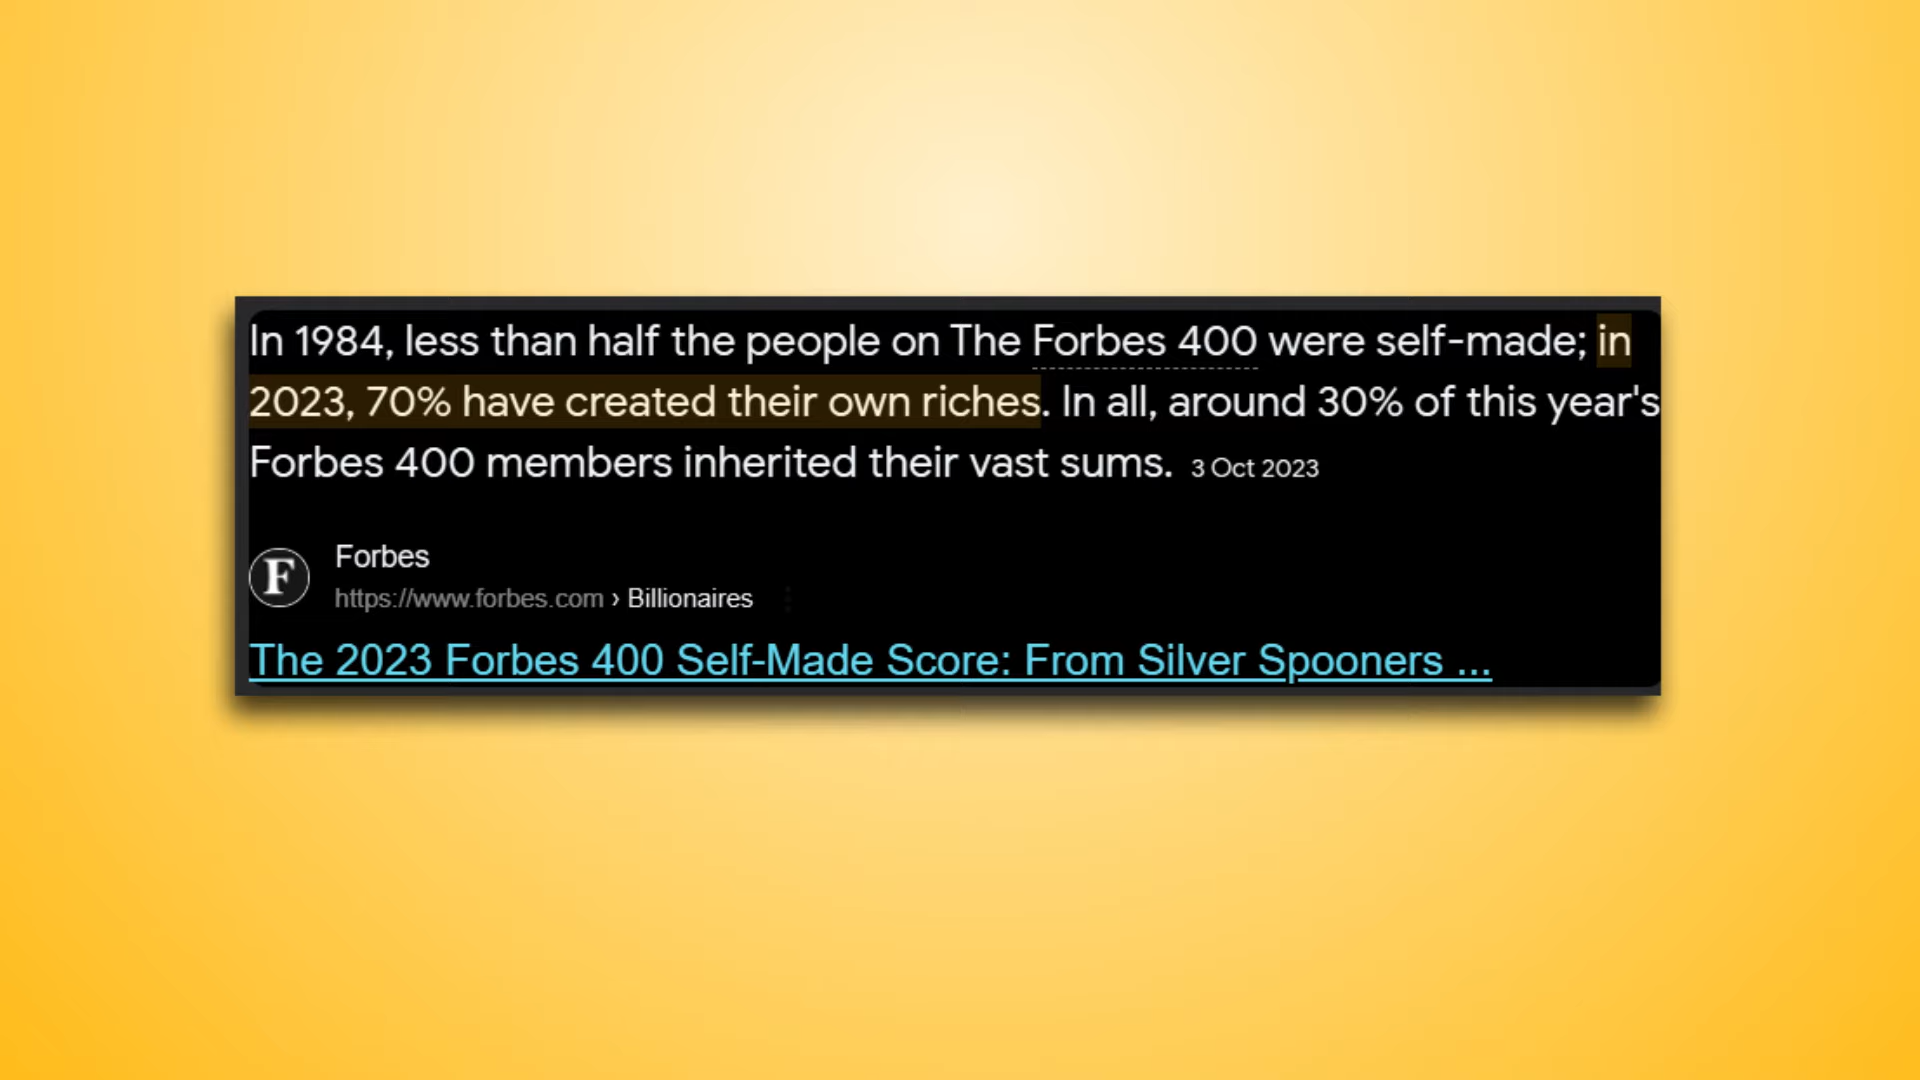 In 1984, less than half the people on The Forbes 400 were self-made; in
2023, 70% have created their own riches. In all, around 30% of this year's
Forbes 400 members inherited their vast sums. 3 Oct 2023
F
Forbes
https://www.forbes.com › Billionaires
The 2023 Forbes 400 Self-Made Score: From Silver Spooners ...